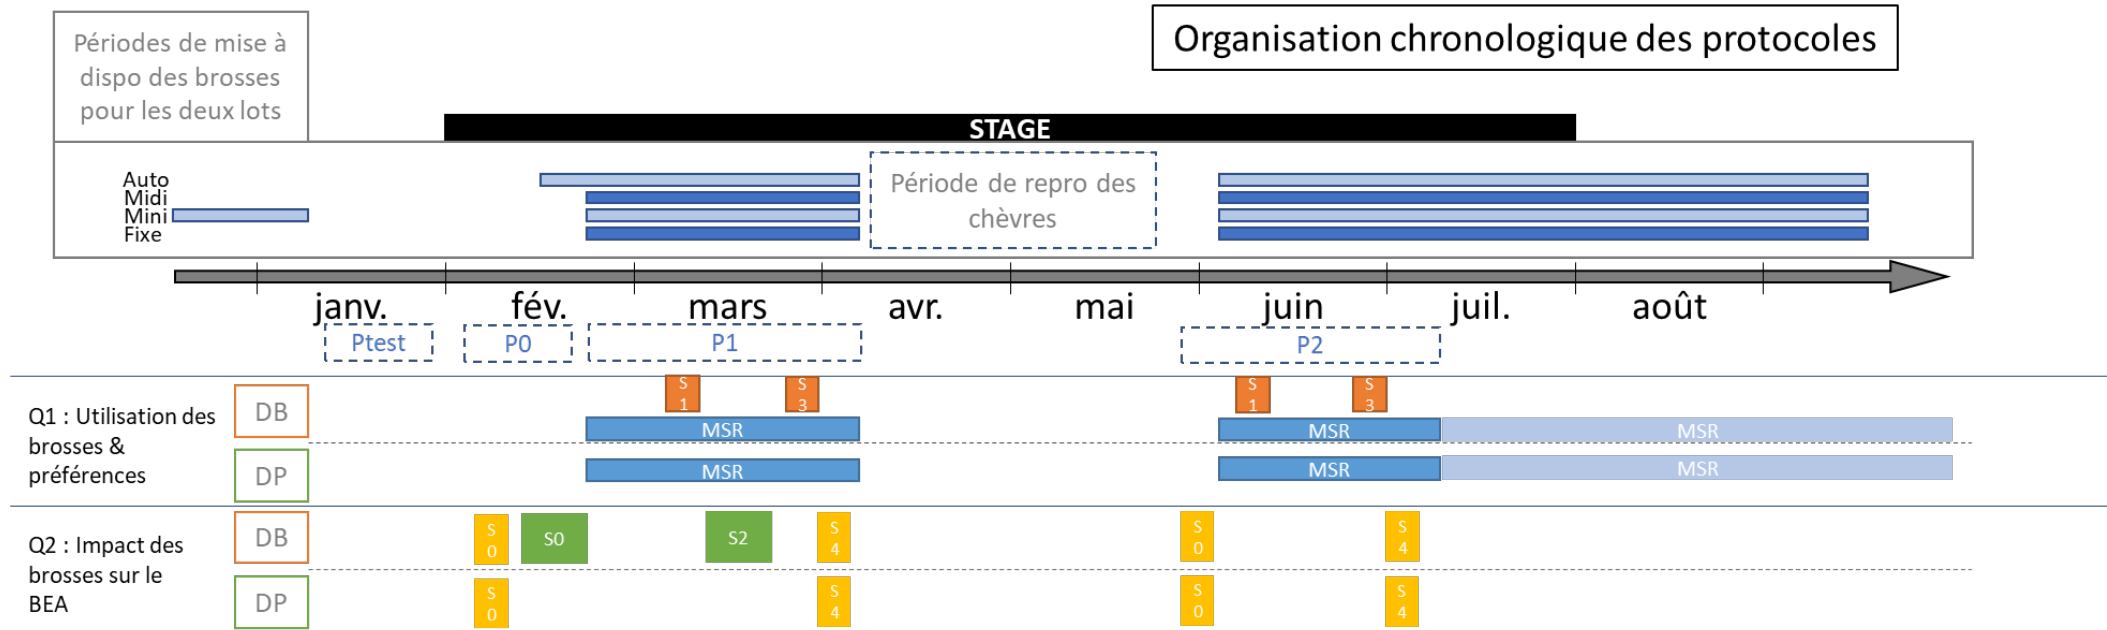 Périodes de mise à
dispo des brosses
pour les deux lots
Organisation chronologique des protocoles
STAGE
Auto
Midi
Mini
Fixe
Période de repro des
chèvres
janv.
fév.
mars
avr.
mai
juin
juil.
août
Ptest
P0
P1
P2
Q1 : Utilisation des
brosses &
préférences
DB
S
1
S
3
S
1
S
3
MSR
MSR
MSR
DP
MSR
MSR
MSR
Q2 : Impact des
brosses sur le
BEA
DB
S
0
S0
S2
S
4
S
0
S
4
DP
S
0
S
4
S
0
S
4